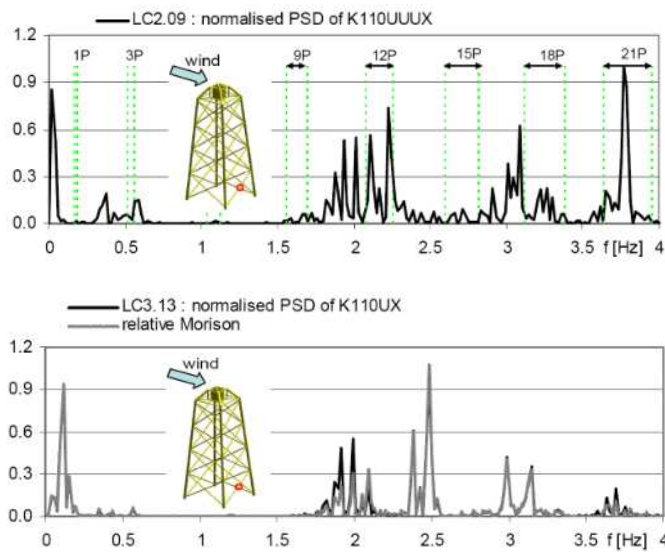 LC2.09 : normalised PSD of K110UUUX
1.2
0.9
0.6
0.3
0.0
1P
3P
wind
9P
12P
15P
18P
21P
0
0.5
1
1.5
2
2.5
3
3.5
f [Hz]
4
LC3.13 : normalised PSD of K110UX
relative Morison
1.2
0.9
0.6
0.3
0.0
wind
0
0.5
1
1.5
2
2.5
3
3.5
f [Hz]
4